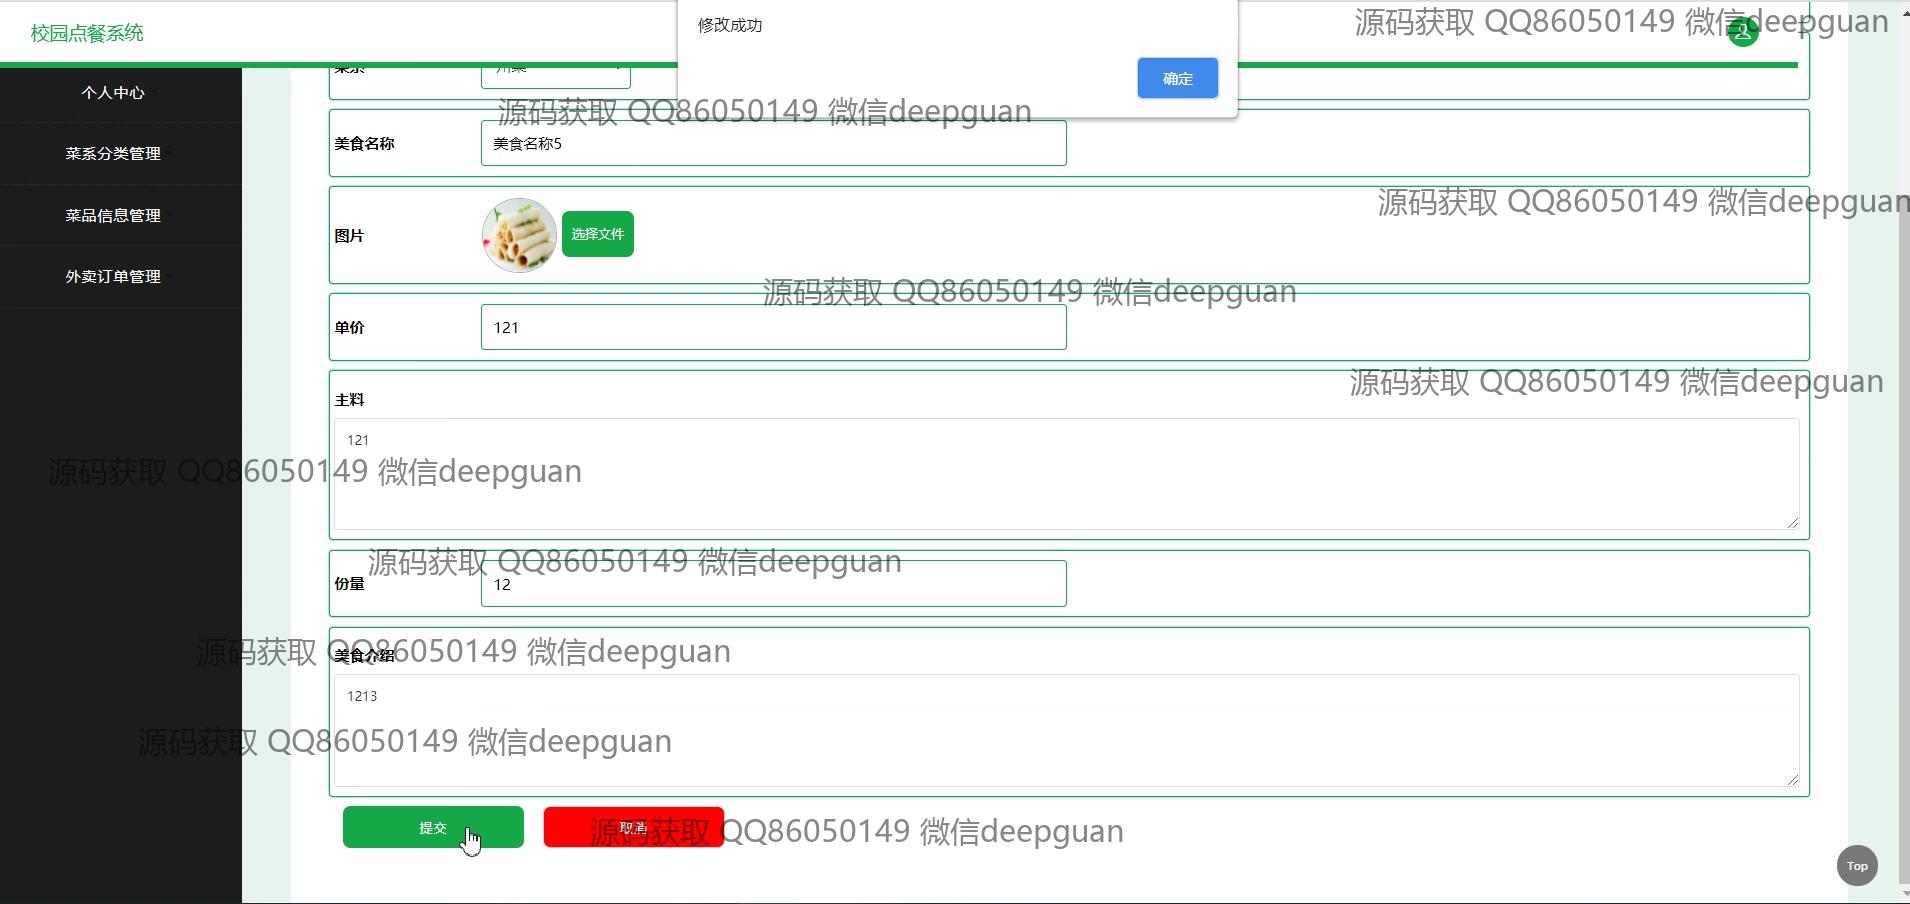 修改成功
确定
校园点餐系统
源码获取 QQ86050149 微信deepguan
个人中心
菜系分类管理
菜品信息管理
外卖订单管理
源码获取 QQ86050149 微信deepguan
美食名称
美食名称5
源码获取 QQ86050149 微信deepguan
图片
选择文件
源码获取 QQ86050149 微信deepguan
单价
121
源码获取 QQ86050149 微信deepguan
主料
121
源码获取 QQ86050149 微信deepguan
源码获取 QQ86050149 微信deepguan
份量
12
源码获取 QQ86050149 微信deepguan
美食介绍
1213
源码获取 QQ86050149 微信deepguan
提交
取消
源码获取 QQ86050149 微信deepguan
Top